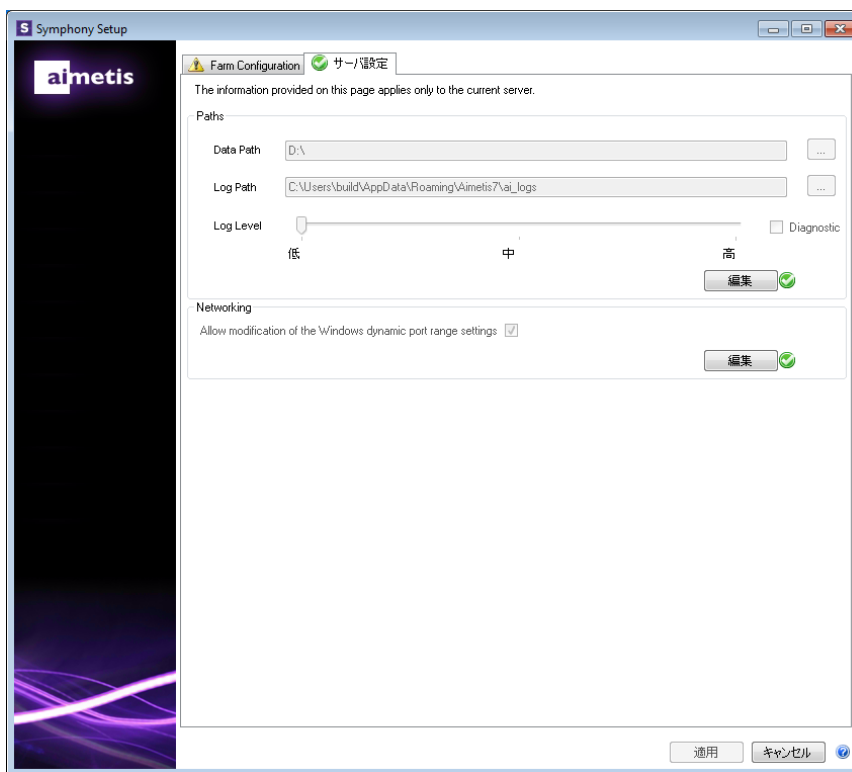 S Symphony Setup
aimetis
Farm Configuration サーバ設定
The information provided on this page applies only to the current server.
Paths
Data Path D:\ ...
Log Path C:\Users\build\AppData\Roaming\Aimetis7\ai_logs ...
Log Level Diagnostic
低 中 高
編集
Networking
Allow modification of the Windows dynamic port range settings
編集
適用 キャンセル ?